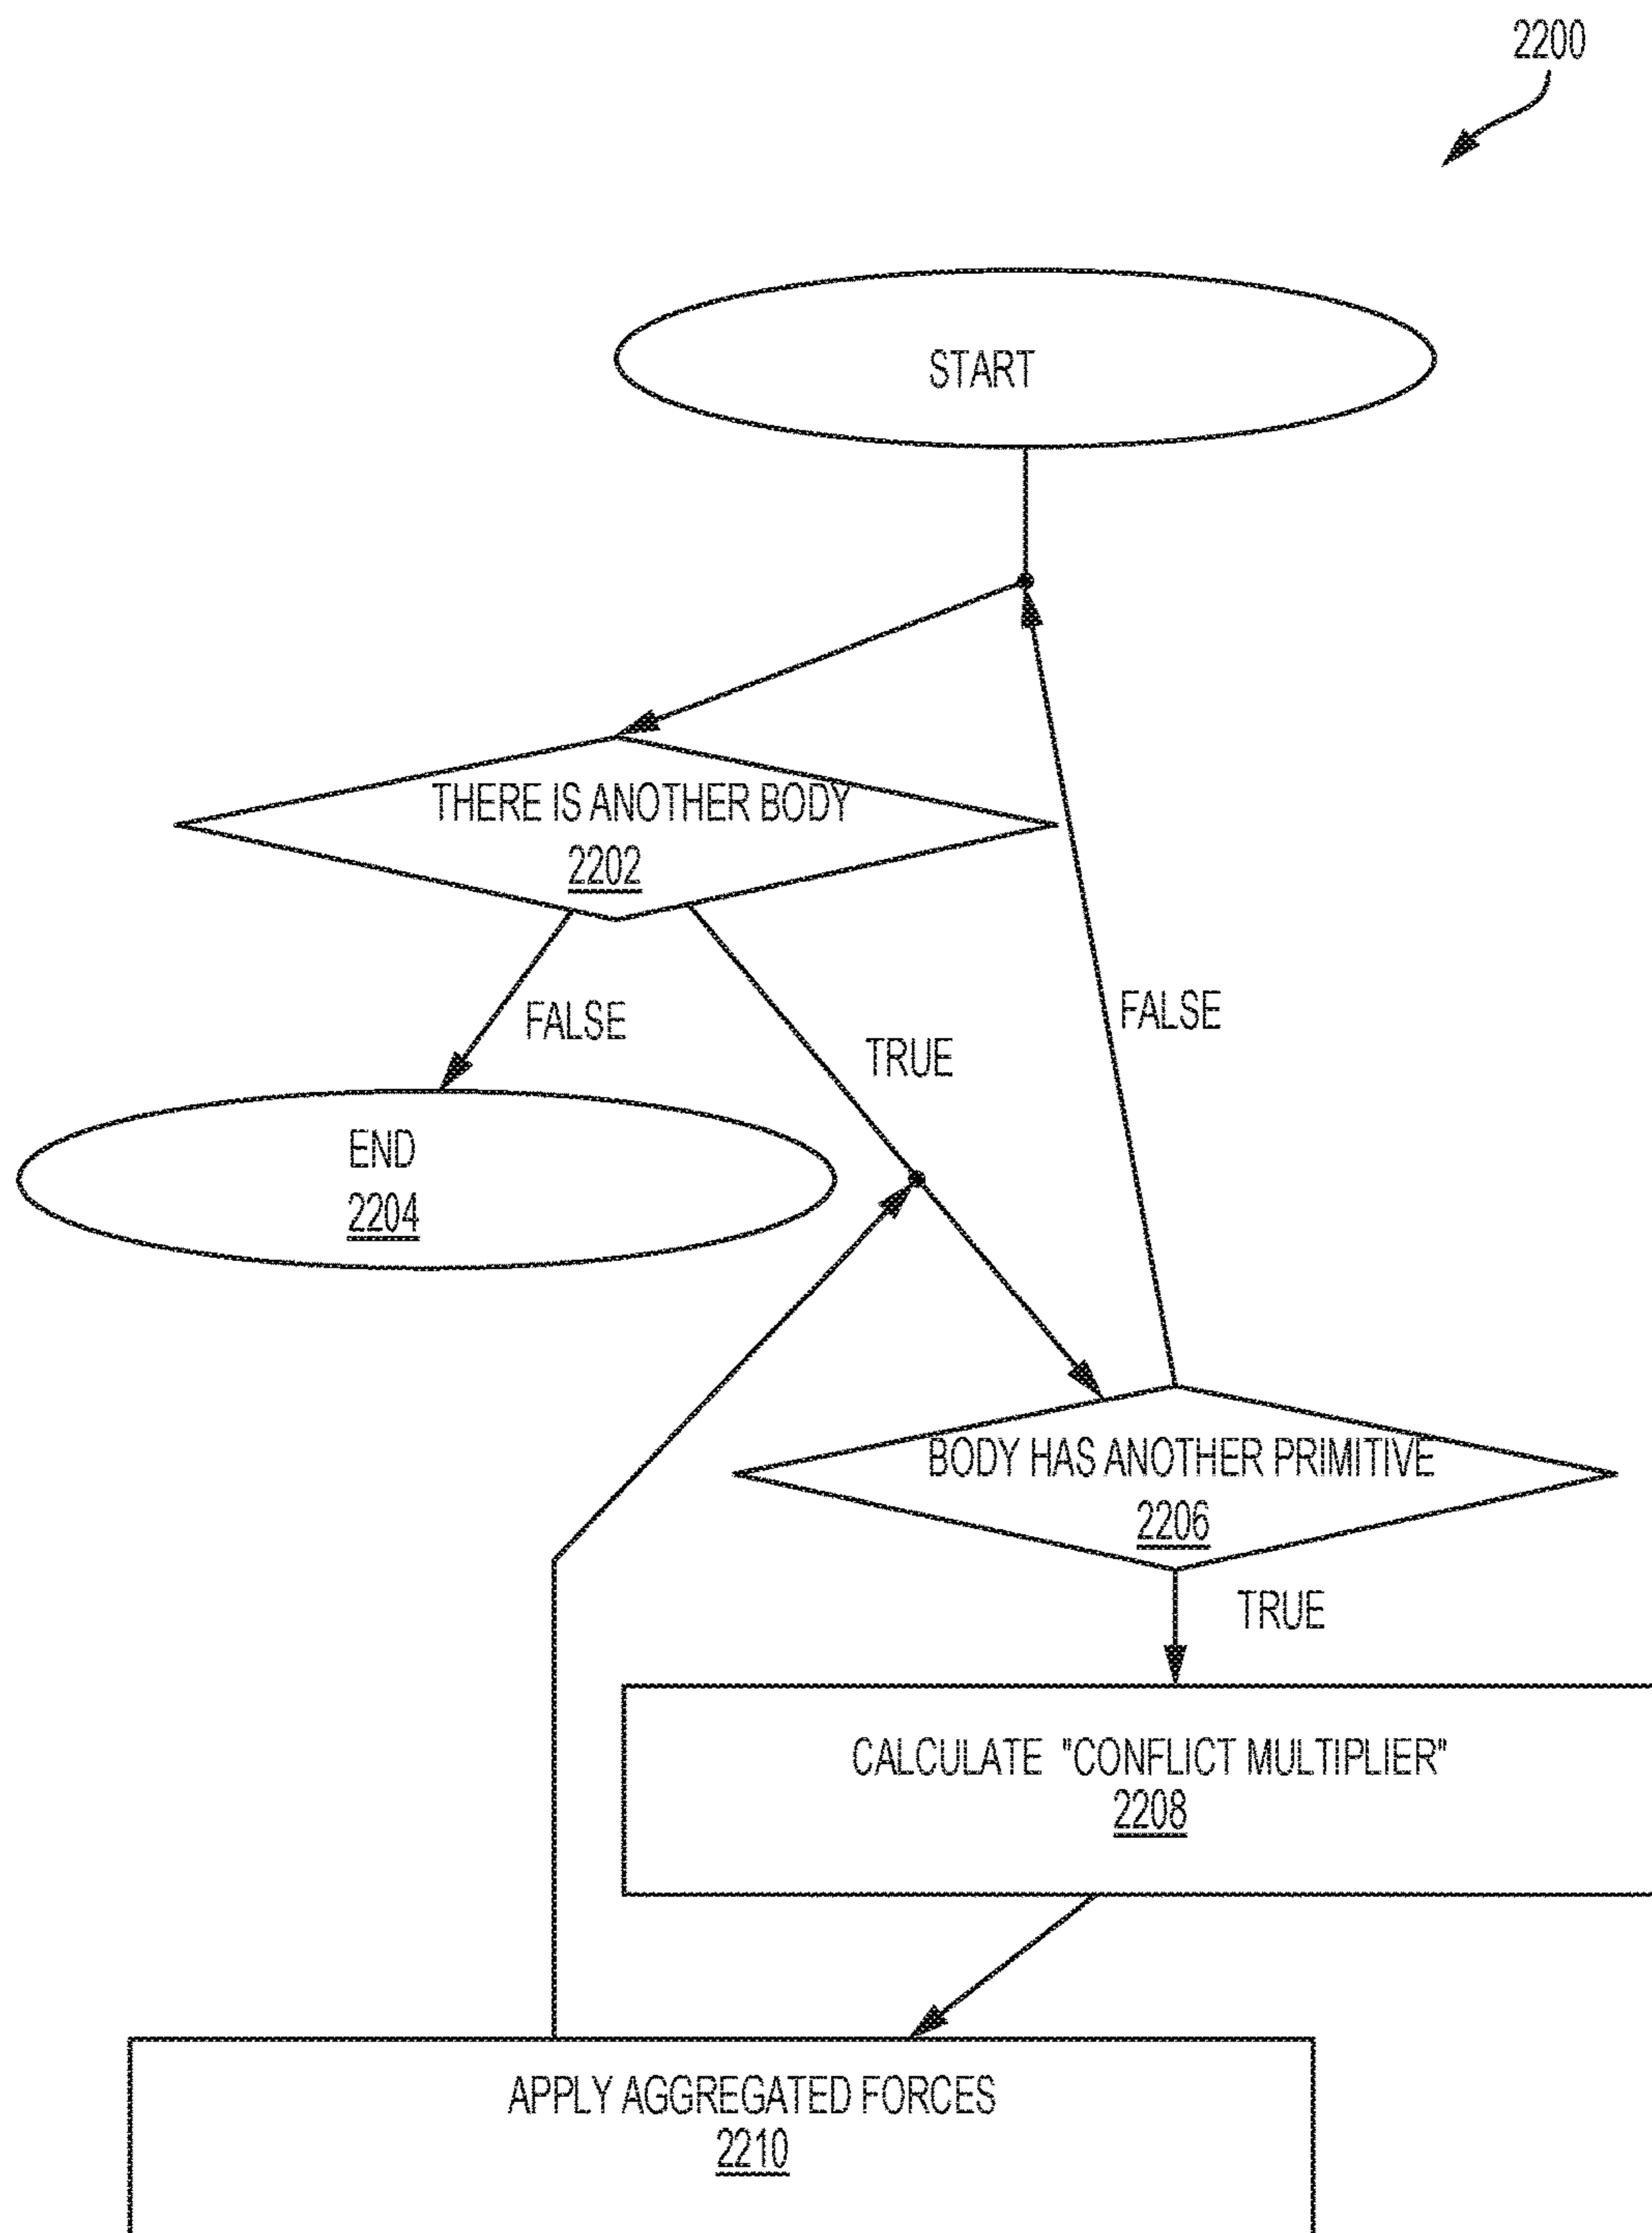 2200
START
THERE IS ANOTHER BODY
2202
FALSE
TRUE
FALSE
END
2204
BODY HAS ANOTHER PRIMITIVE
2206
TRUE
CALCULATE "CONFLICT MULTIPLIER"
2208
APPLY AGGREGATED FORCES
2210